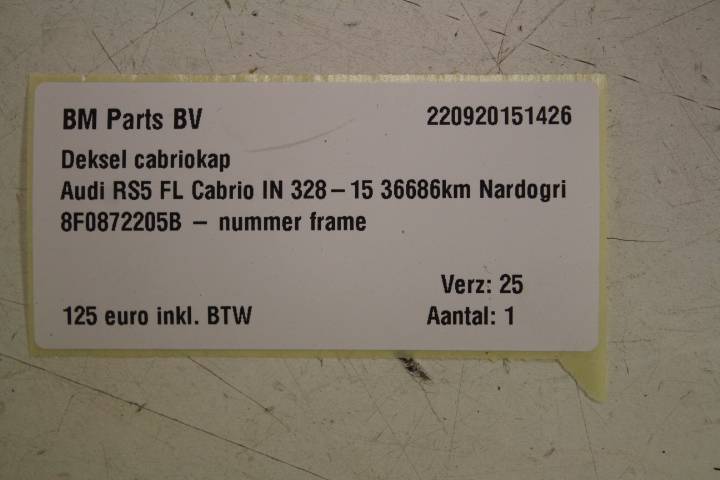 BM Parts BV 220920151426
Deksel cabriokap
Audi RS5 FL Cabrio IN 328 – 15 36686km Nardogri
8F0872205B – nummer frame
Verz: 25
125 euro inkl. BTW Aantal: 1